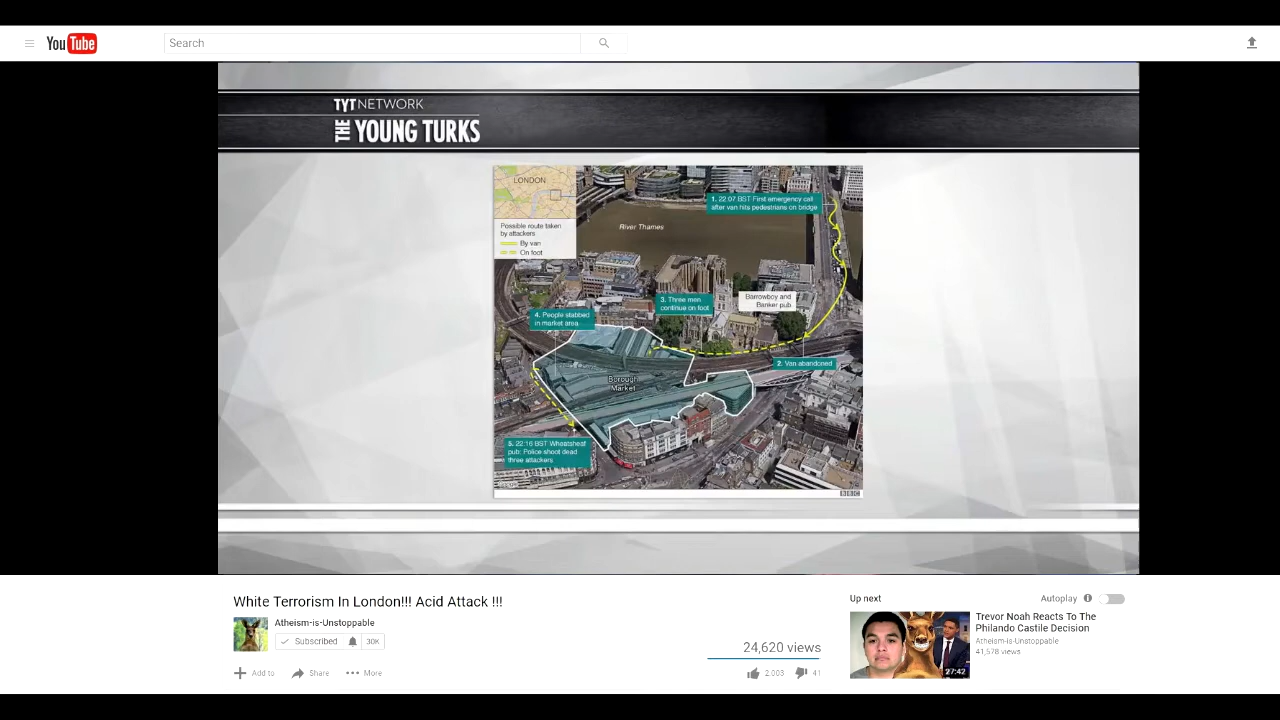 YouTube
Search
TYT NETWORK
THE YOUNG TURKS
LONDON
Possible route taken
by attackers
By van
On foot
River Thames
1. 22:07 BST First emergency call
after van hits pedestrians on bridge
3. Three men
continue on foot
Barrowboy and
Banker pub
4. People stabbed
in market area
2. Van abandoned
Borough
Market
5. 22:16 BST Wheatsheaf
pub: Police shoot dead
three attackers
BBC
White Terrorism In London!!! Acid Attack !!!
Atheism-is-Unstoppable
Subscribed 30K
24,620 views
Add to Share More
2,003 41
Up next Autoplay
Trevor Noah Reacts To The
Philando Castile Decision
Atheism-is-Unstoppable
41,578 views
27:42